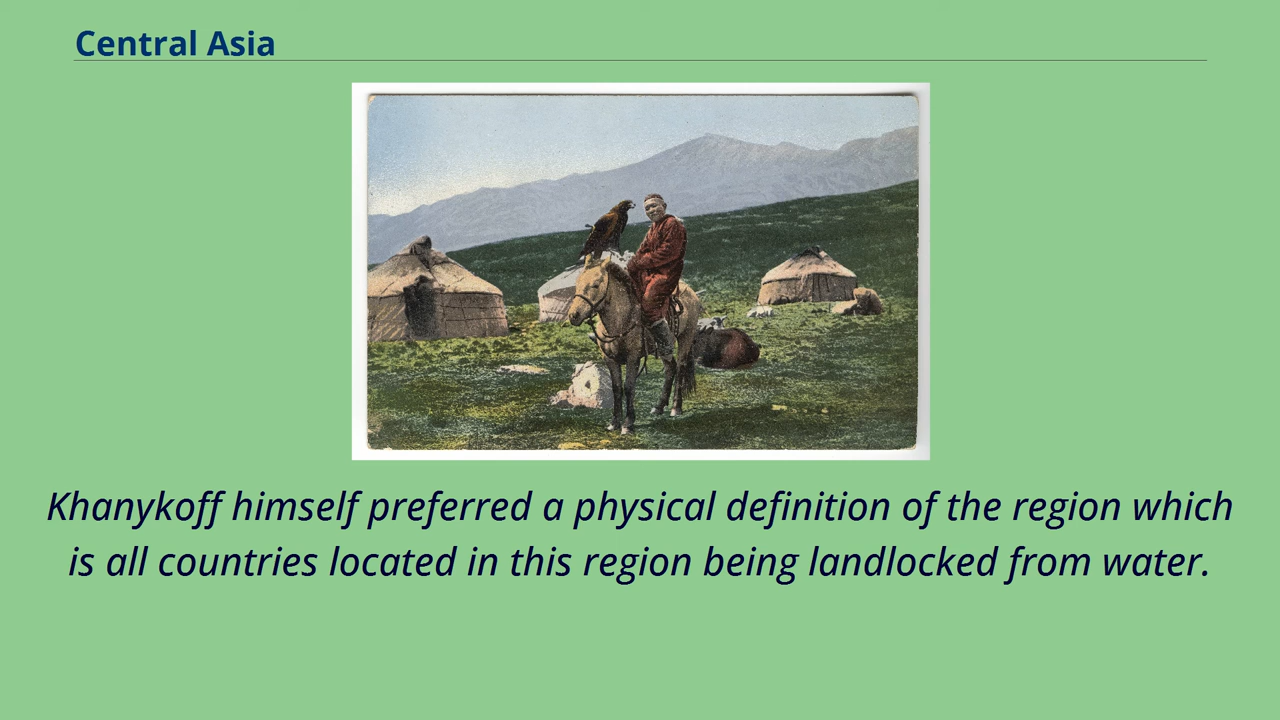 Central Asia
Khanykoff himself preferred a physical definition of the region which
is all countries located in this region being landlocked from water.